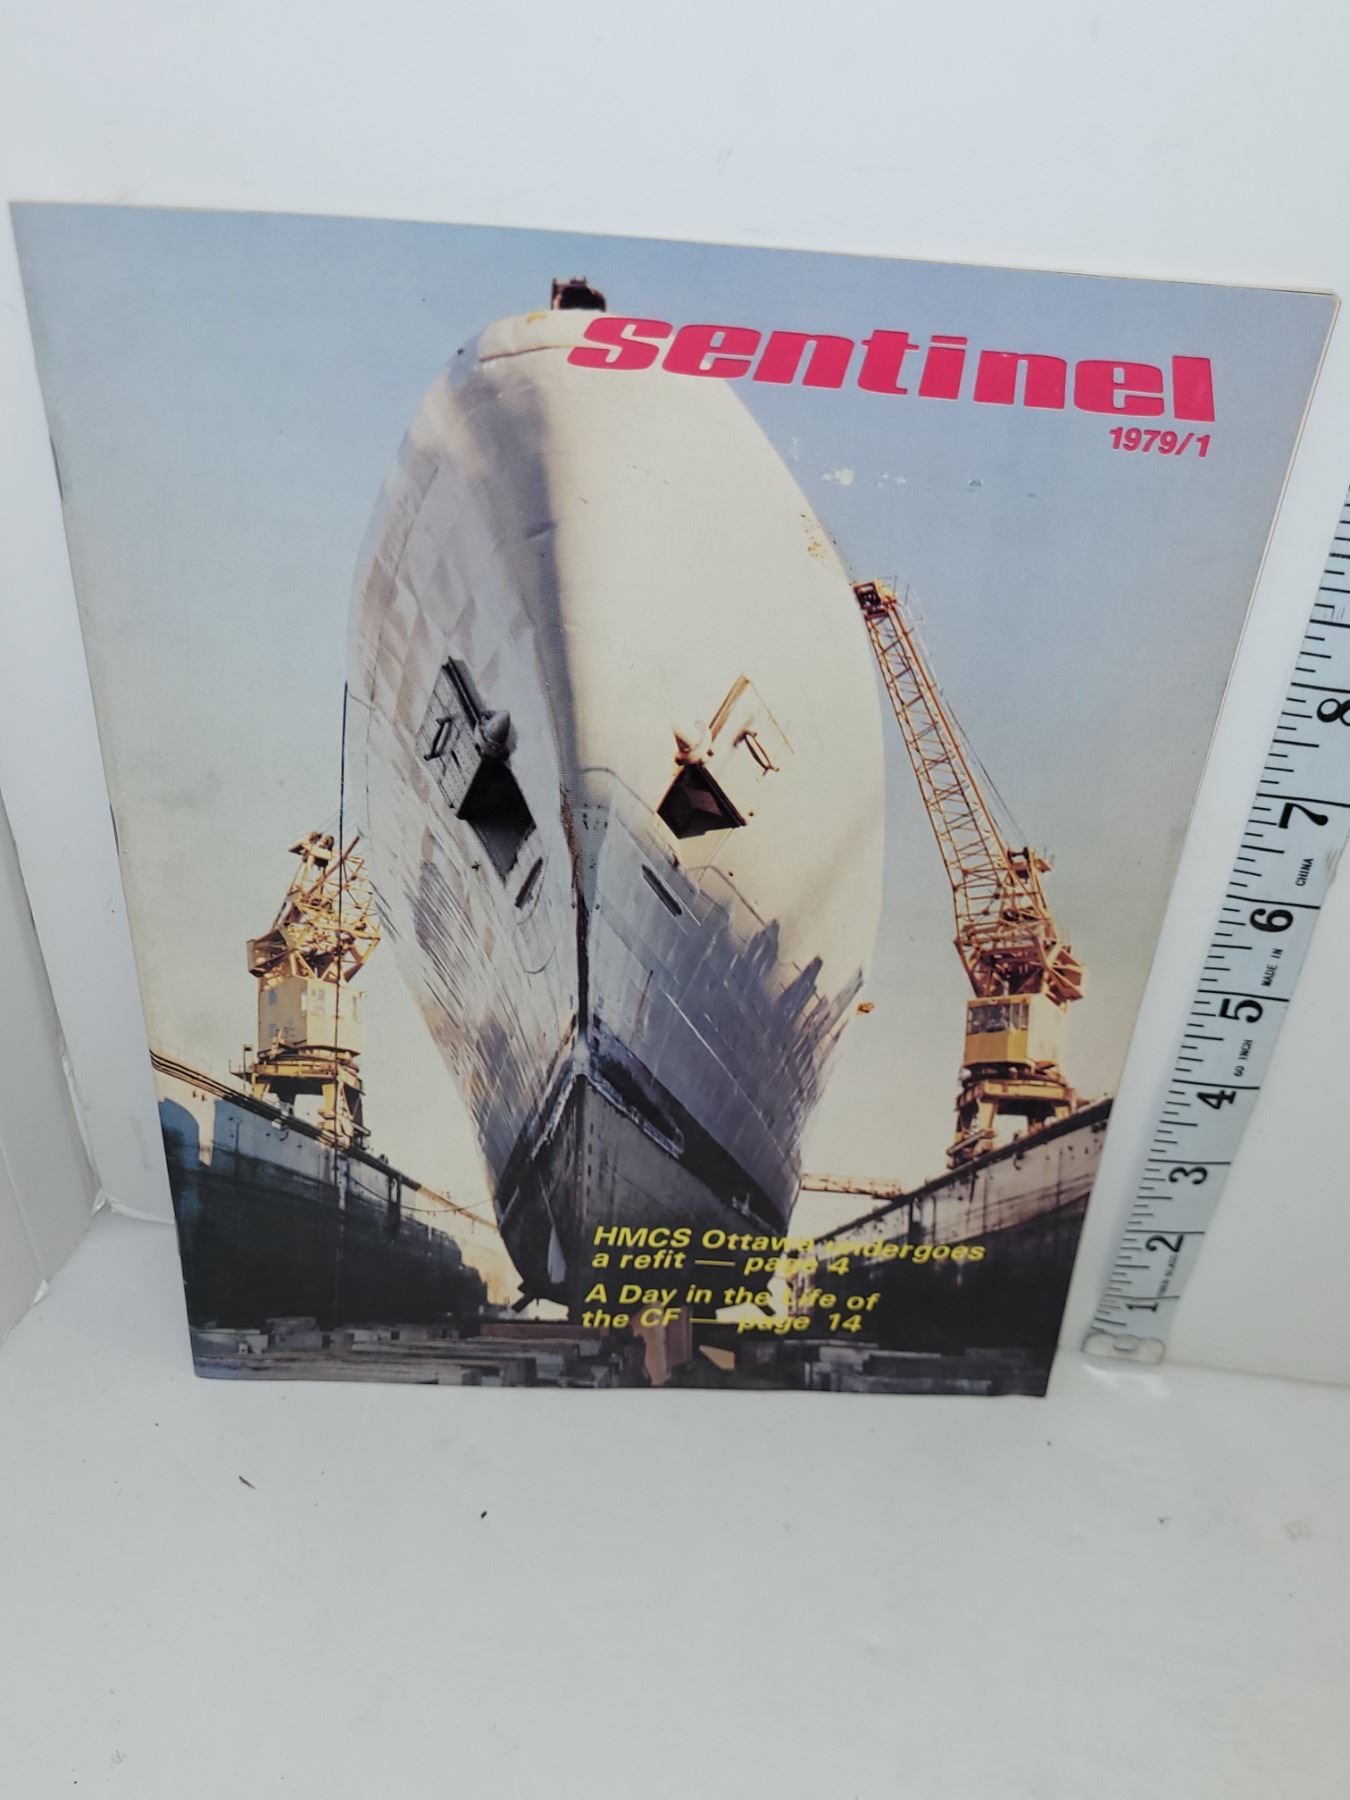 sentinel
1979/1
HMCS Ottawa undergoes
a refit — page 4
A Day in the Life of
the CF — page 14
8
7
CHINA
6
MADE IN
5
60 INCH
4
3
2
1